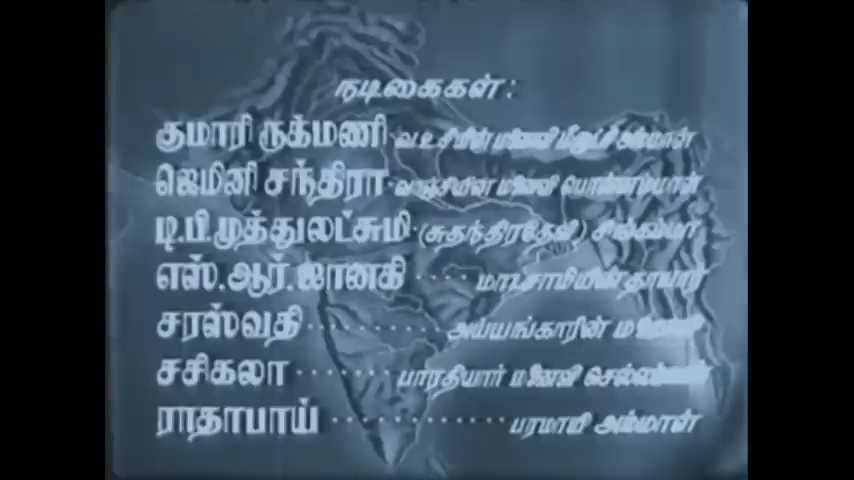 நடிகைகள்:
குமாரி ருக்மணி வ.உ.சியின் மனைவி மீனாட்சி அம்மாள்
ஜெமினி சந்திரா வாஞ்சியின் மனைவி பொன்னம்மாள்
டி.பி.முத்துலட்சுமி (சுதந்திரதேவி)
எஸ்.ஆர்.ஜானகி .... மாடசாமியின் தாயார்
சரஸ்வதி .......... அய்யங்காரின்
சசிகலா ....... பாரதியார் மனைவி செல்லம்மாள்
ராதாபாய் ............. அம்மாள்